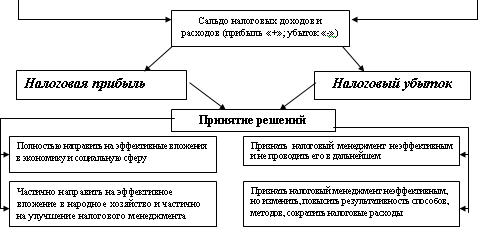 Сальдо налоговых доходов и
расходов (прибыль «+»; убыток «-»)
Налоговая прибыль
Налоговый убыток
Принятие решений
Полностью направить на эффективные вложения
в экономику и социальную сферу
Признать налоговый менеджмент неэффективным
и не проводить его в дальнейшем
Частично направить на эффективное
вложение в народное хозяйство и частично
на улучшение налогового менеджмента
Признать налоговый менеджмент неэффективным,
но изменить, повысить результативность способов,
методов, сократить налоговые расходы